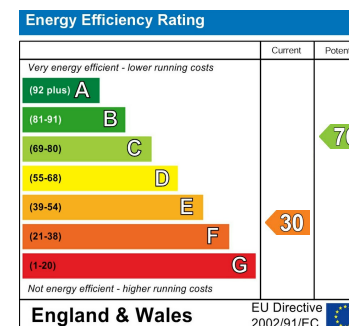 Energy Efficiency Rating
Current
Very energy efficient - lower running costs
(92 plus) A
(81-91) B
(69-80) C
(55-68) D
(39-54) E
(21-38) F
30
(1-20) G
Not energy efficient - higher running costs
England & Wales
EU Directive
2002/91/EC